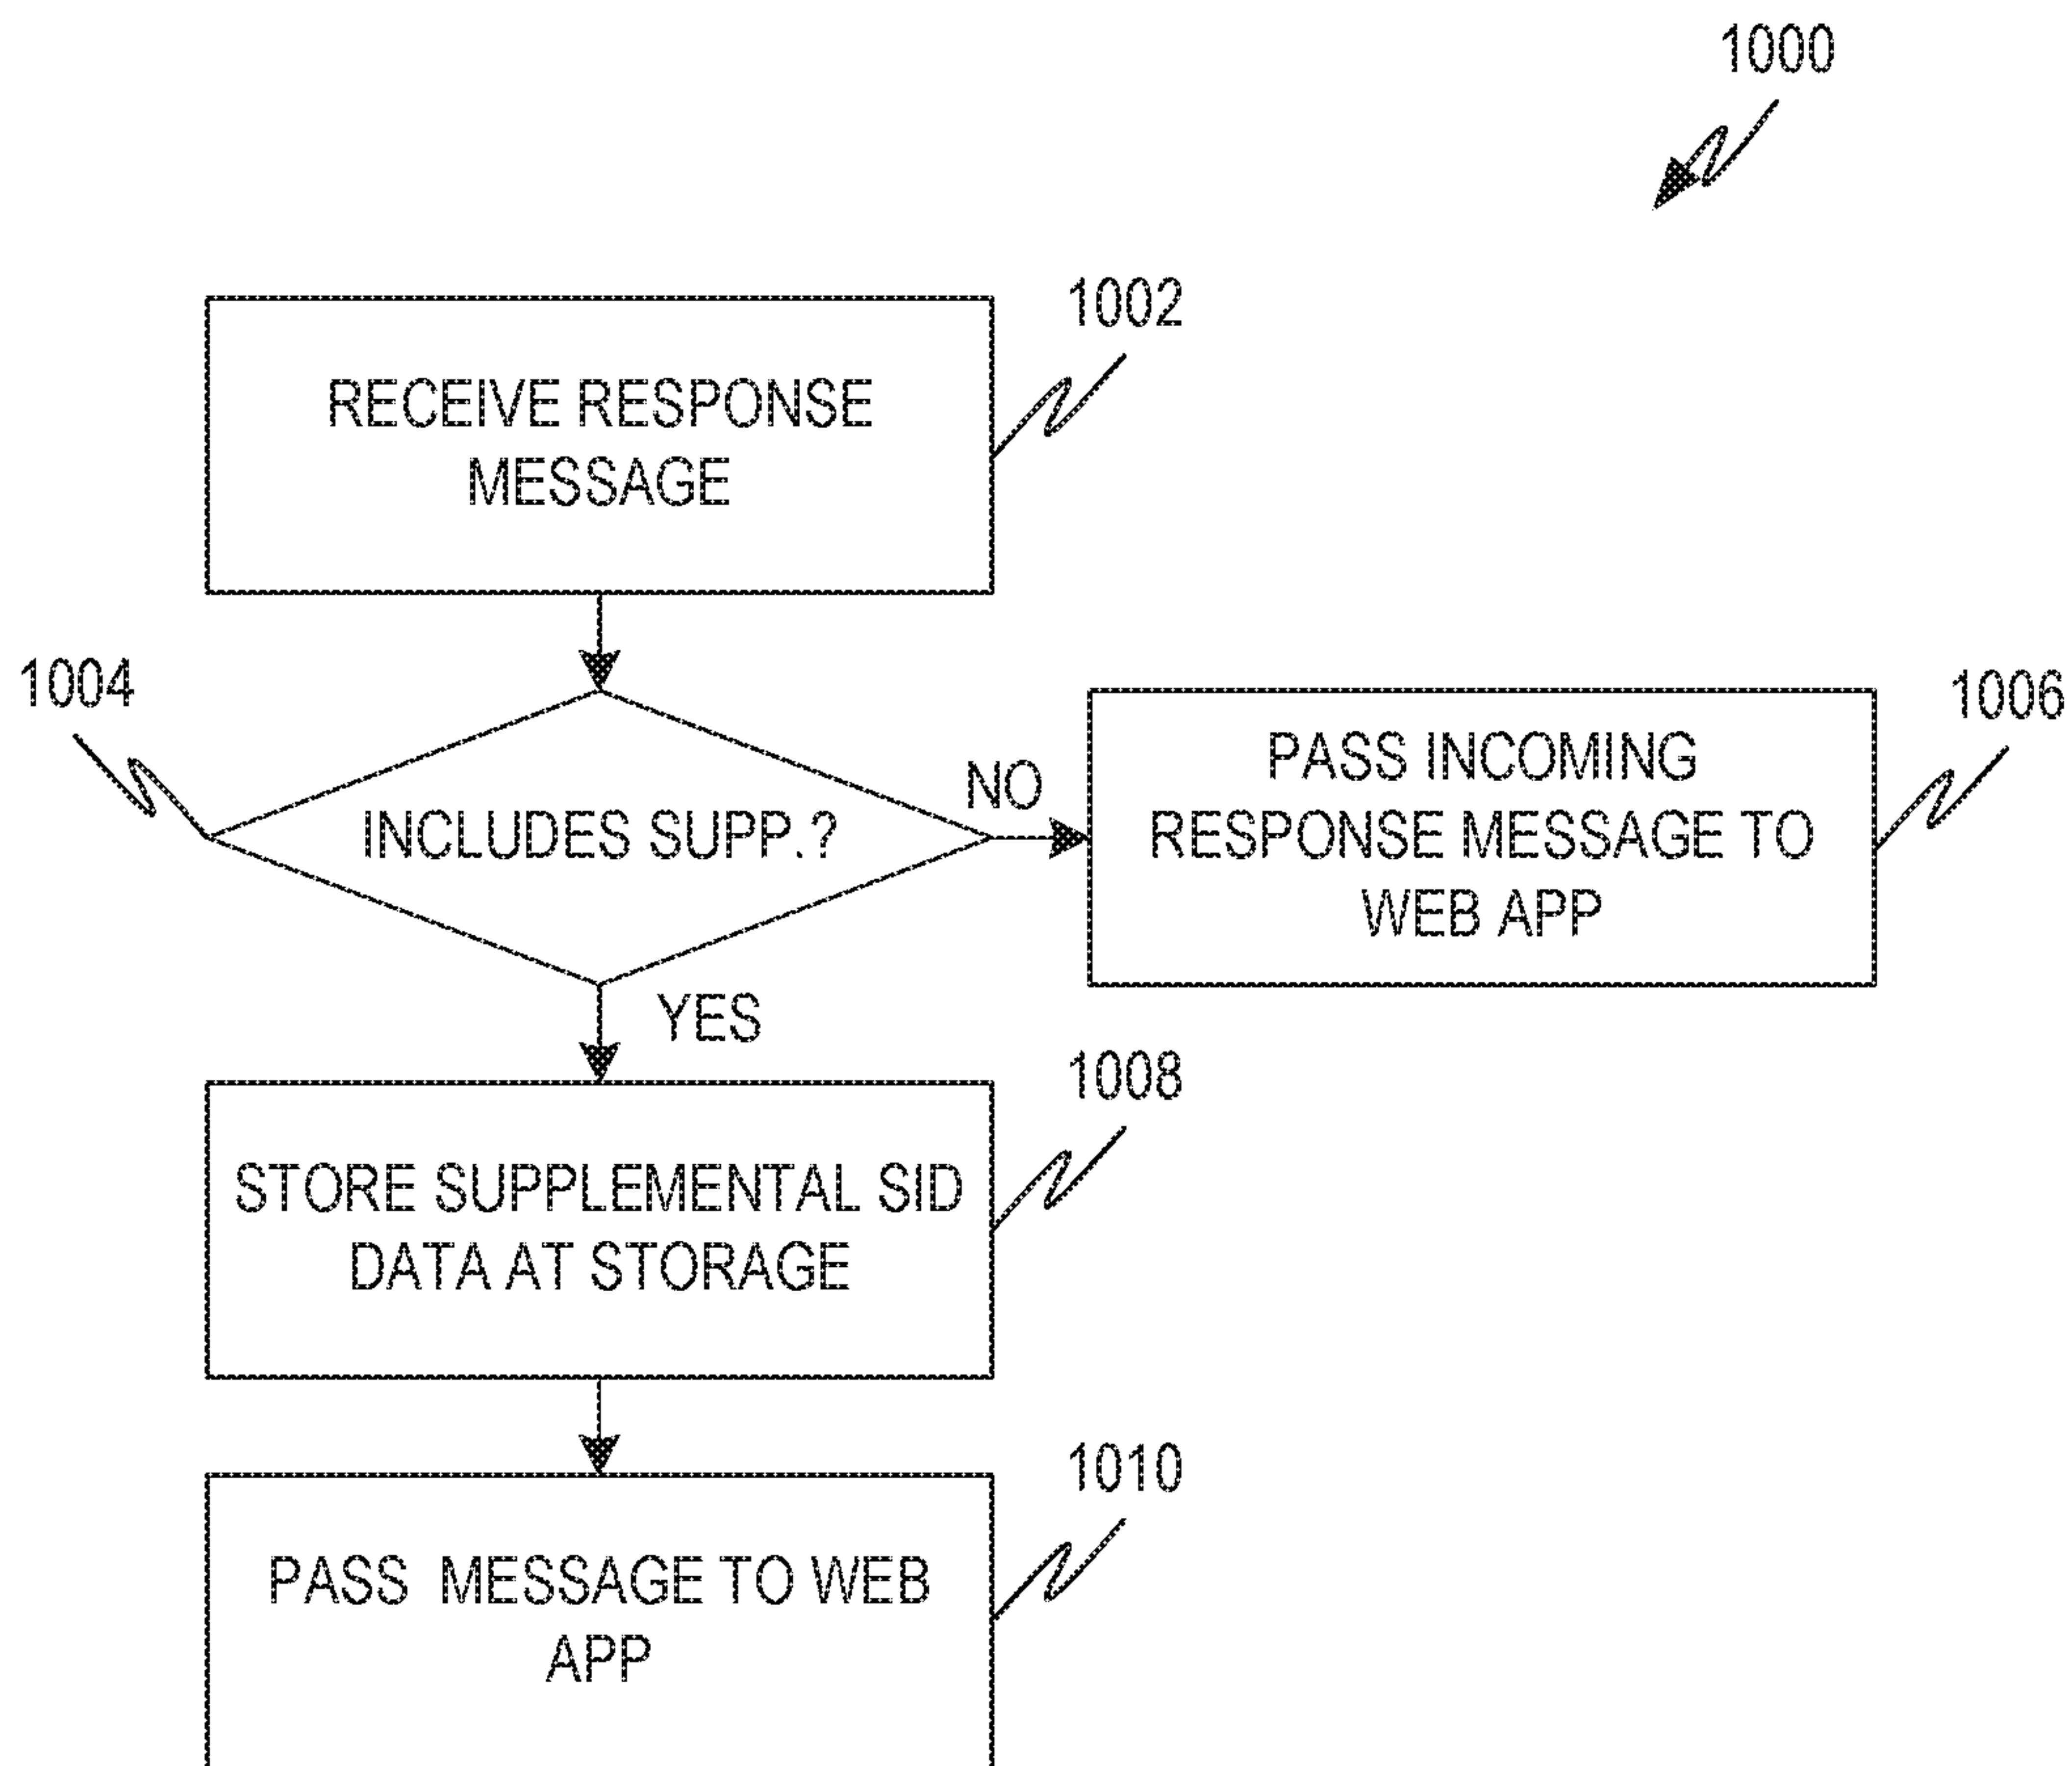 1000
1002
RECEIVE RESPONSE
MESSAGE
1004
1006
INCLUDES SUPP.?
NO
PASS INCOMING
RESPONSE MESSAGE TO
WEB APP
YES
1008
STORE SUPPLEMENTAL SID
DATA AT STORAGE
1010
PASS MESSAGE TO WEB
APP